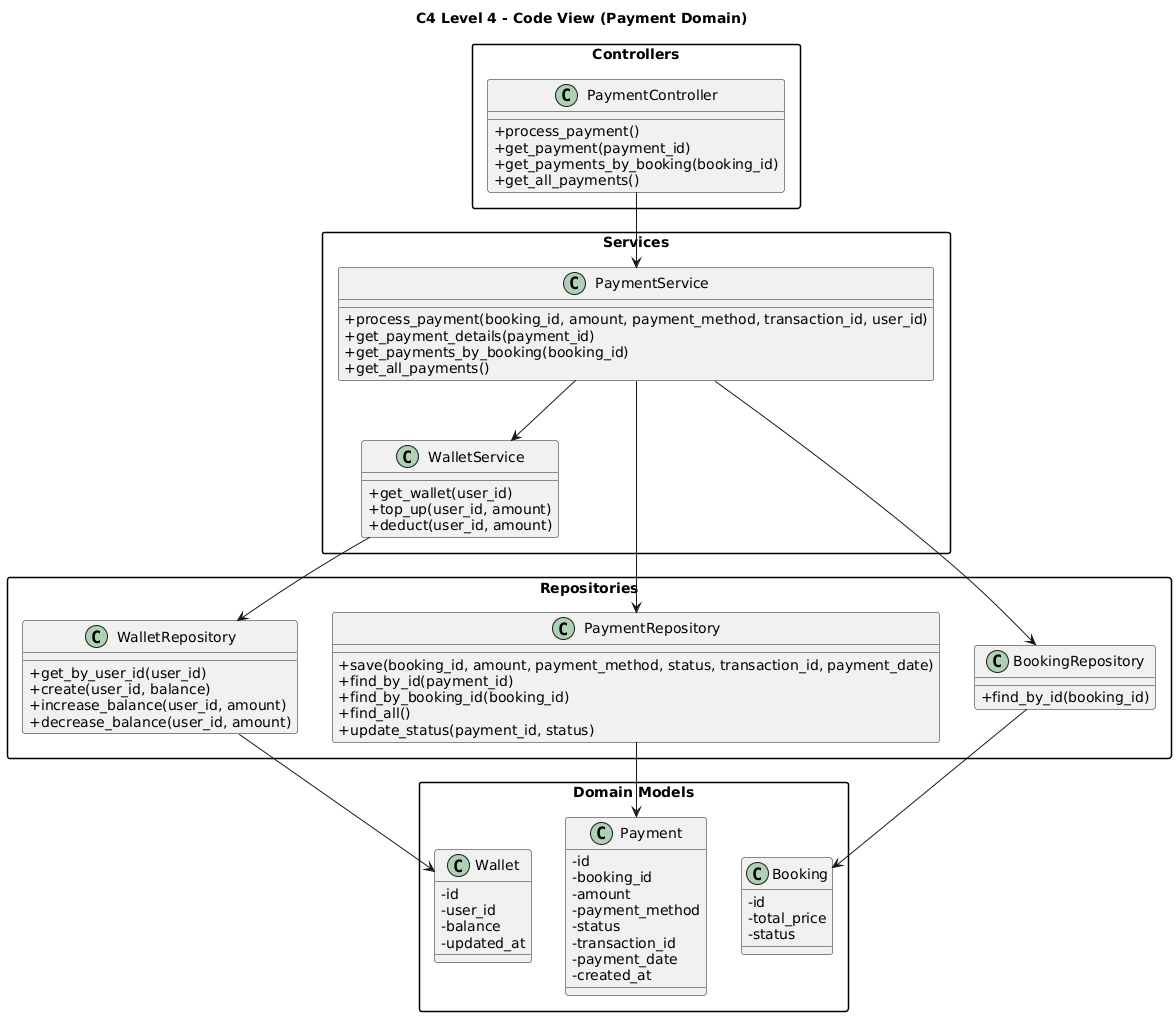 C4 Level 4 - Code View (Payment Domain)
Controllers
C PaymentController
+process_payment()
+get_payment(payment_id)
+get_payments_by_booking(booking_id)
+get_all_payments()
Services
C PaymentService
+process_payment(booking_id, amount, payment_method, transaction_id, user_id)
+get_payment_details(payment_id)
+get_payments_by_booking(booking_id)
+get_all_payments()
C WalletService
+get_wallet(user_id)
+top_up(user_id, amount)
+deduct(user_id, amount)
Repositories
C WalletRepository
+get_by_user_id(user_id)
+create(user_id, balance)
+increase_balance(user_id, amount)
+decrease_balance(user_id, amount)
C PaymentRepository
+save(booking_id, amount, payment_method, status, transaction_id, payment_date)
+find_by_id(payment_id)
+find_by_booking_id(booking_id)
+find_all()
+update_status(payment_id, status)
C BookingRepository
+find_by_id(booking_id)
Domain Models
C Wallet
-id
-user_id
-balance
-updated_at
C Payment
-id
-booking_id
-amount
-payment_method
-status
-transaction_id
-payment_date
-created_at
C Booking
-id
-total_price
-status